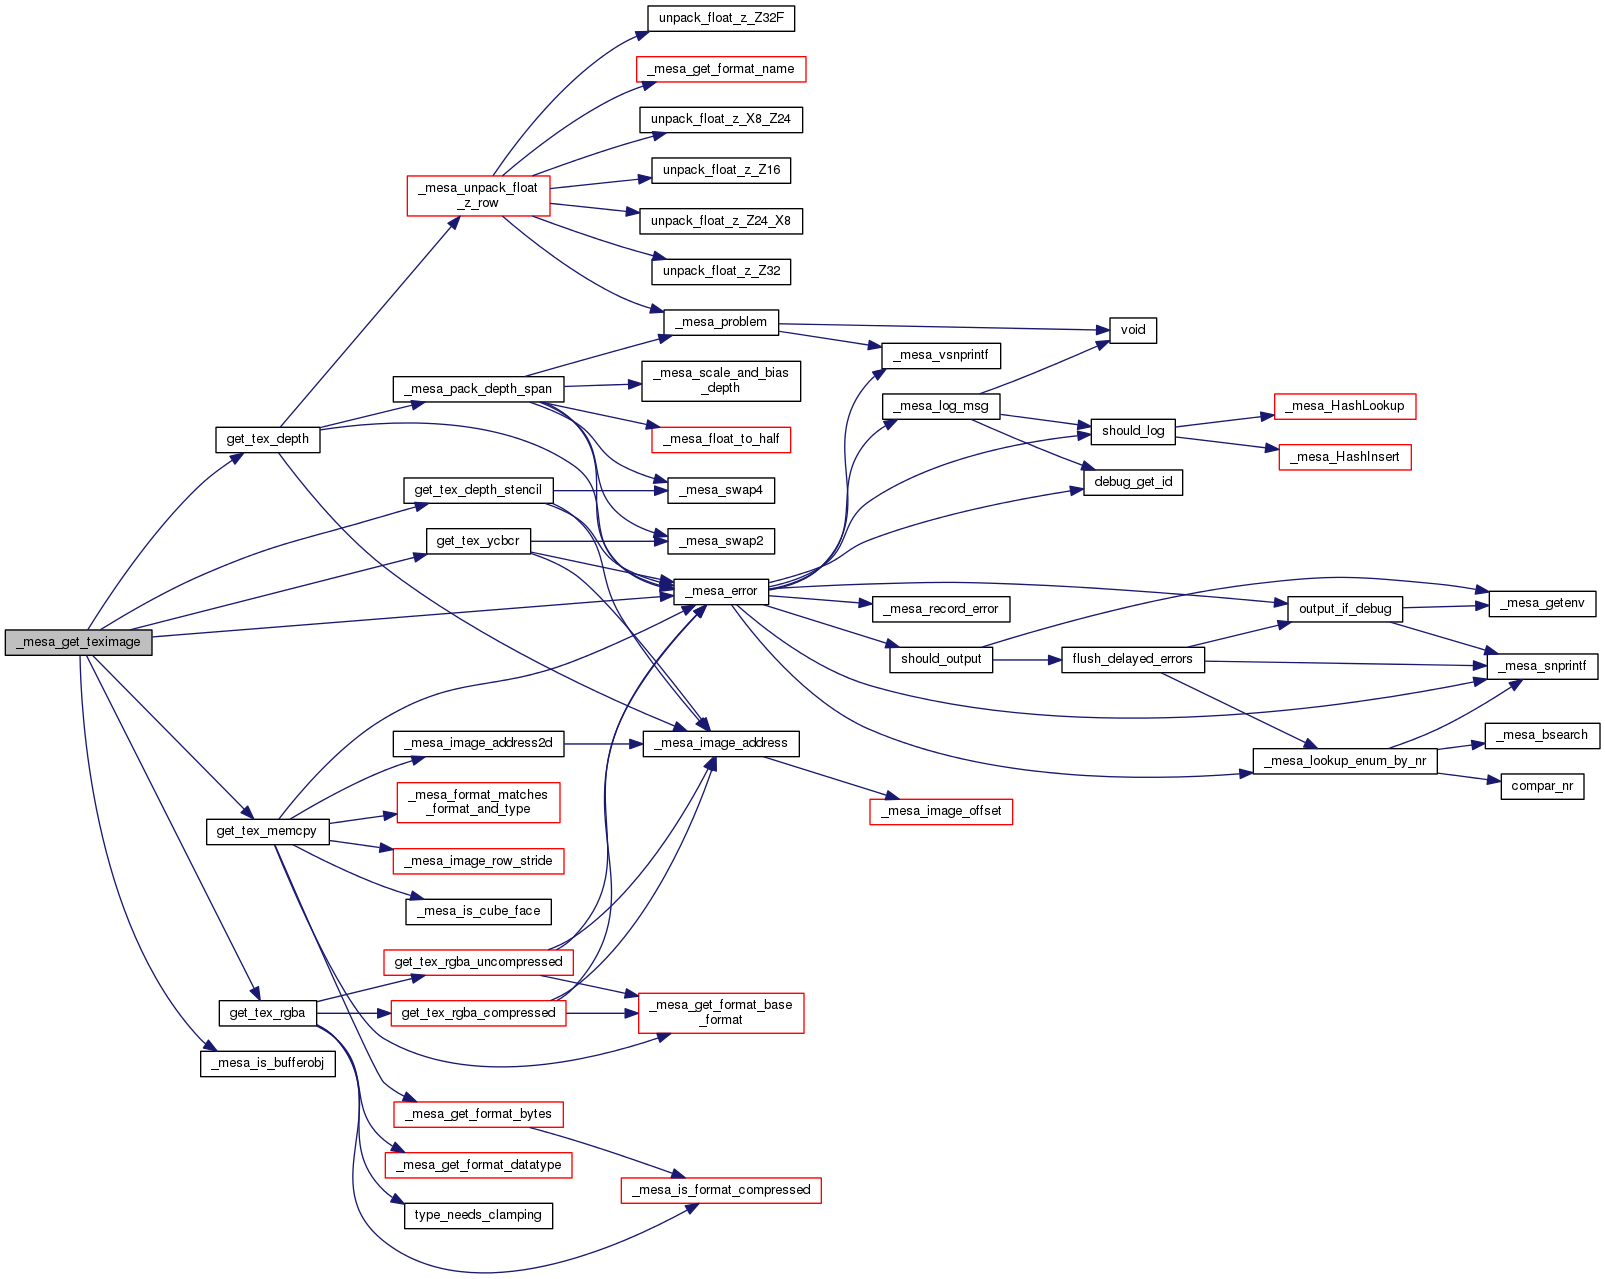 unpack_float_z_Z32F
_mesa_get_format_name
unpack_float_z_X8_Z24
unpack_float_z_Z16
_mesa_unpack_float
_z_row
unpack_float_z_Z24_X8
unpack_float_z_Z32
_mesa_problem
void
_mesa_vsnprintf
_mesa_scale_and_bias
_depth
_mesa_pack_depth_span
_mesa_log_msg
_mesa_HashLookup
should_log
get_tex_depth
_mesa_float_to_half
_mesa_HashInsert
debug_get_id
get_tex_depth_stencil
_mesa_swap4
get_tex_ycbcr
_mesa_swap2
_mesa_error
_mesa_record_error
output_if_debug
_mesa_getenv
_mesa_get_teximage
should_output
flush_delayed_errors
_mesa_snprintf
_mesa_image_address2d
_mesa_image_address
_mesa_bsearch
_mesa_lookup_enum_by_nr
compar_nr
_mesa_format_matches
_format_and_type
_mesa_image_offset
get_tex_memcpy
_mesa_image_row_stride
_mesa_is_cube_face
get_tex_rgba_uncompressed
get_tex_rgba
get_tex_rgba_compressed
_mesa_get_format_base
_format
_mesa_is_bufferobj
_mesa_get_format_bytes
_mesa_get_format_datatype
_mesa_is_format_compressed
type_needs_clamping